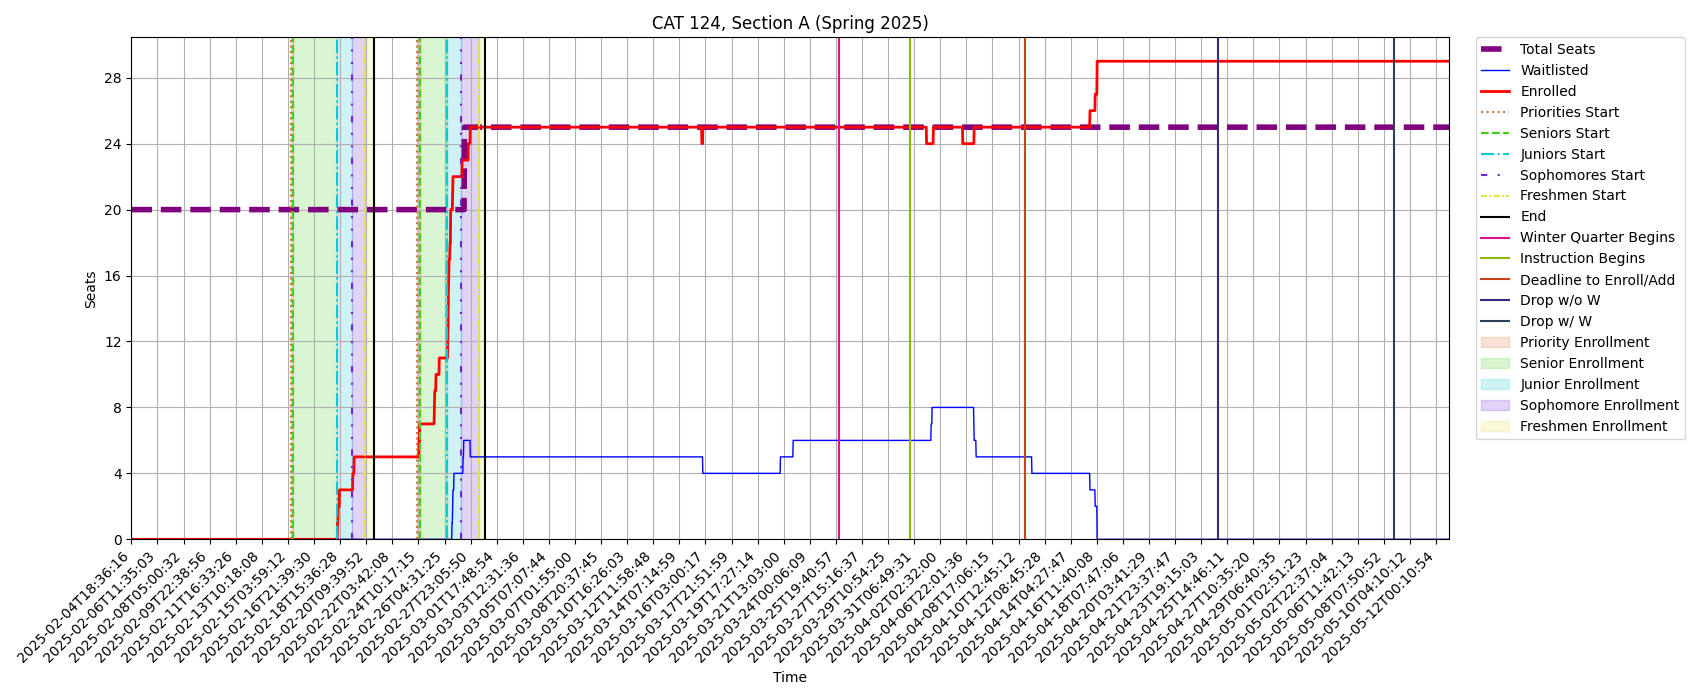 CAT 124, Section A (Spring 2025)
Seats
28
24
20
16
12
8
4
0
2025-02-04T18:36:16
2025-02-06T11:35:03
2025-02-08T05:00:32
2025-02-09T22:38:56
2025-02-11T16:33:26
2025-02-13T10:18:08
2025-02-15T03:59:12
2025-02-16T21:39:30
2025-02-18T15:36:28
2025-02-20T09:39:52
2025-02-22T03:42:08
2025-02-24T10:17:15
2025-02-26T04:31:25
2025-02-27T23:05:50
2025-03-01T17:48:54
2025-03-03T12:31:36
2025-03-05T07:07:44
2025-03-07T01:55:00
2025-03-08T20:37:45
2025-03-10T16:26:03
2025-03-12T11:58:48
2025-03-14T07:14:59
2025-03-16T03:00:17
2025-03-17T21:51:59
2025-03-19T17:27:14
2025-03-21T13:03:00
2025-03-24T00:06:09
2025-03-25T19:40:57
2025-03-27T15:16:37
2025-03-29T10:54:25
2025-03-31T06:49:31
2025-04-02T02:32:00
2025-04-06T22:01:36
2025-04-08T17:06:15
2025-04-10T12:45:12
2025-04-12T08:45:28
2025-04-14T04:27:47
2025-04-16T11:40:08
2025-04-18T07:47:06
2025-04-20T03:41:29
2025-04-21T23:37:47
2025-04-23T19:15:03
2025-04-25T14:46:11
2025-04-27T10:35:20
2025-04-29T06:40:35
2025-05-01T02:51:23
2025-05-02T22:37:04
2025-05-06T11:42:13
2025-05-08T07:50:52
2025-05-10T04:10:12
2025-05-12T00:10:54
Time
Total Seats
Waitlisted
Enrolled
Priorities Start
Seniors Start
Juniors Start
Sophomores Start
Freshmen Start
End
Winter Quarter Begins
Instruction Begins
Deadline to Enroll/Add
Drop w/o W
Drop w/ W
Priority Enrollment
Senior Enrollment
Junior Enrollment
Sophomore Enrollment
Freshmen Enrollment